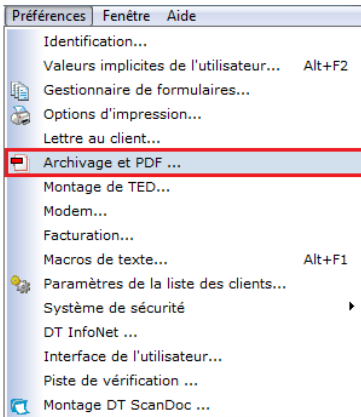 Préférences Fenêtre Aide
Identification...
Valeurs implicites de l'utilisateur... Alt+F2
Gestionnaire de formulaires...
Options d'impression...
Lettre au client...
Archivage et PDF ...
Montage de TED...
Modem...
Facturation...
Macros de texte... Alt+F1
Paramètres de la liste des clients...
Système de sécurité
DT InfoNet ...
Interface de l'utilisateur...
Piste de vérification ...
Montage DT ScanDoc ...